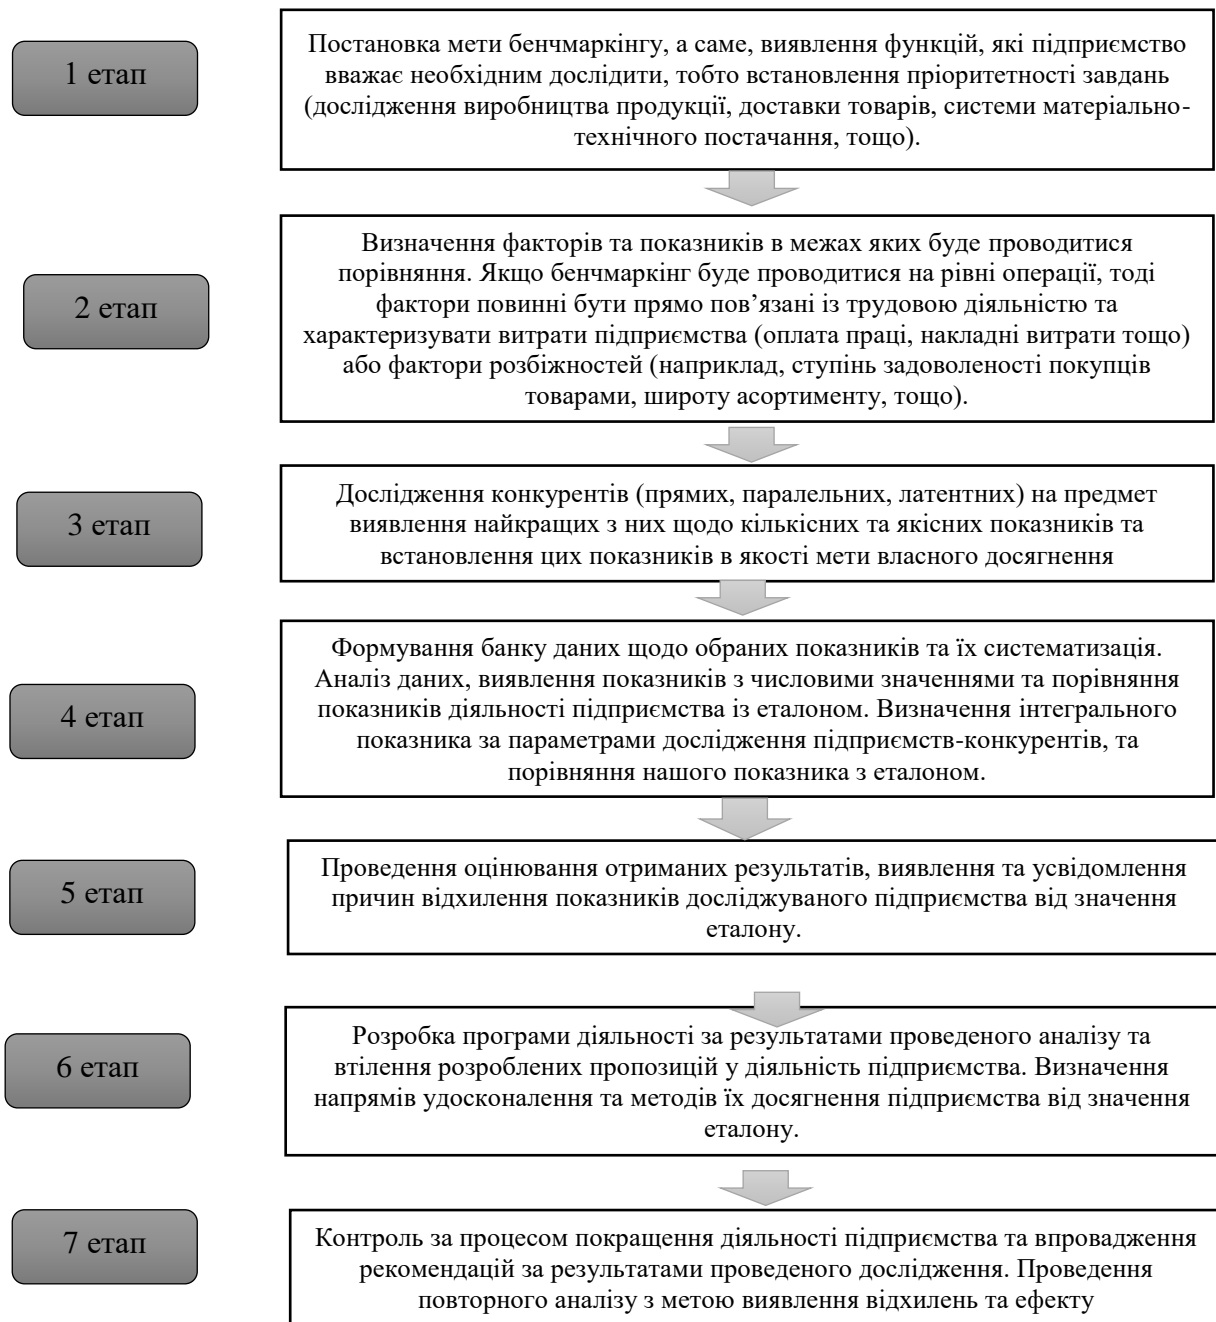 1 етап
Постановка мети бенчмаркінгу, а саме, виявлення функцій, які підприємство
вважає необхідним дослідити, тобто встановлення пріоритетності завдань
(дослідження виробництва продукції, доставки товарів, системи матеріально-
технічного постачання, тощо).
2 етап
Визначення факторів та показників в межах яких буде проводитися
порівняння. Якщо бенчмаркінг буде проводитися на рівні операції, тоді
фактори повинні бути прямо пов’язані із трудовою діяльністю та
характеризувати витрати підприємства (оплата праці, накладні витрати тощо)
або фактори розбіжностей (наприклад, ступінь задоволеності покупців
товарами, широту асортименту, тощо).
3 етап
Дослідження конкурентів (прямих, паралельних, латентних) на предмет
виявлення найкращих з них щодо кількісних та якісних показників та
встановлення цих показників в якості мети власного досягнення
4 етап
Формування банку даних щодо обраних показників та їх систематизація.
Аналіз даних, виявлення показників з числовими значеннями та порівняння
показників діяльності підприємства із еталоном. Визначення інтегрального
показника за параметрами дослідження підприємств-конкурентів, та
порівняння нашого показника з еталоном.
5 етап
Проведення оцінювання отриманих результатів, виявлення та усвідомлення
причин відхилення показників досліджуваного підприємства від значення
еталону.
6 етап
Розробка програми діяльності за результатами проведеного аналізу та
втілення розроблених пропозицій у діяльність підприємства. Визначення
напрямів удосконалення та методів їх досягнення підприємства від значення
еталону.
7 етап
Контроль за процесом покращення діяльності підприємства та впровадження
рекомендацій за результатами проведеного дослідження. Проведення
повторного аналізу з метою виявлення відхилень та ефекту